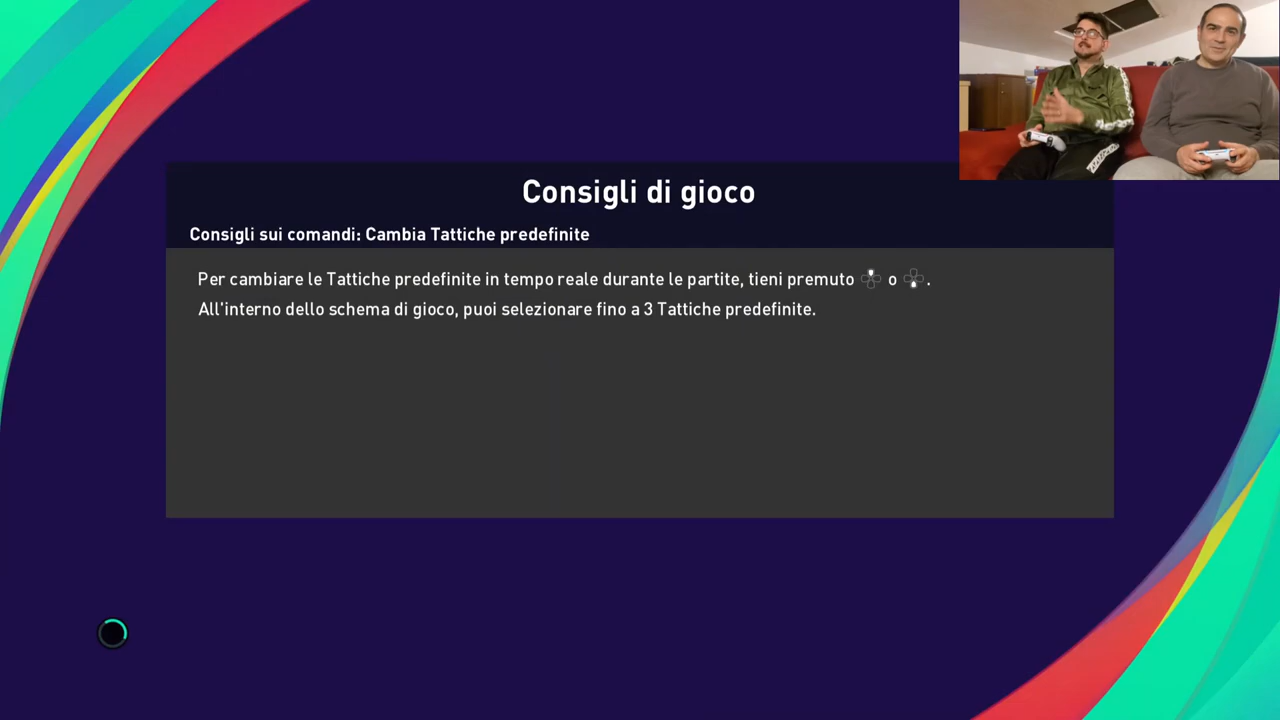 Consigli di gioco
Consigli sui comandi: Cambia Tattiche predefinite
Per cambiare le Tattiche predefinite in tempo reale durante le partite, tieni premuto o .
All'interno dello schema di gioco, puoi selezionare fino a 3 Tattiche predefinite.